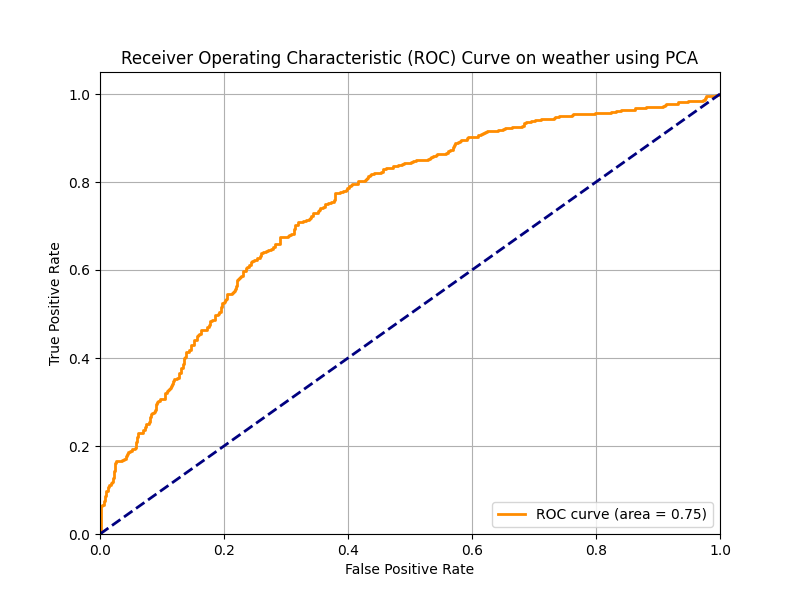 Receiver Operating Characteristic (ROC) Curve on weather using PCA
True Positive Rate
1.0
0.8
0.6
0.4
0.2
0.0
ROC curve (area = 0.75)
0.0 0.2 0.4 0.6 0.8 1.0
False Positive Rate